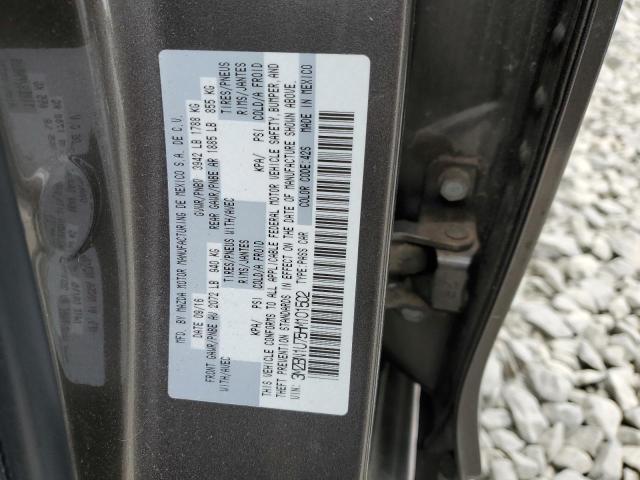 MFD. BY MAZDA MOTOR MANUFACTURING DE MEXICO S.A. DE C.V.
DATE 09/16 GVWR/PNBV 3942 LB 1788 KG
FRONT GAWR/PNBE AV 2072 LB 940 KG REAR GAWR/PNBE AR 1885 LB 855 KG
WITH/AVEC TIRES/PNEUS WITH/AVEC TIRES/PNEUS
RIMS/JANTES RIMS/JANTES
KPA/ PSI COLD/A FROID KPA/ PSI COLD/A FROID
THIS VEHICLE CONFORMS TO ALL APPLICABLE FEDERAL MOTOR VEHICLE SAFETY, BUMPER, AND
THEFT PREVENTION STANDARDS IN EFFECT ON THE DATE OF MANUFACTURE SHOWN ABOVE.
VIN: 3MZBN1U75HM101502 TYPE: PASS CAR COLOR CODE: 42S MADE IN MEXICO